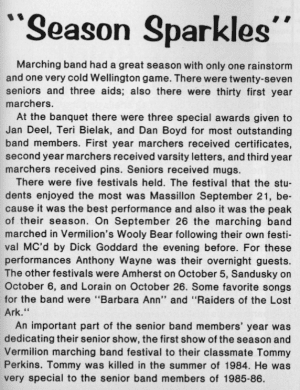 "Season Sparkles"
Marching band had a great season with only one rainstorm
and one very cold Wellington game. There were twenty-seven
seniors and three aids; also there were thirty first year
marchers.
At the banquet there were three special awards given to
Jan Deel, Teri Bielak, and Dan Boyd for most outstanding
band members. First year marchers received certificates,
second year marchers received varsity letters, and third year
marchers received pins. Seniors received mugs.
There were five festivals held. The festival that the stu-
dents enjoyed the most was Massillon September 21, be-
cause it was the best performance and also it was the peak
of their season. On September 26 the marching band
marched in Vermilion's Wooly Bear following their own festi-
val MC'd by Dick Goddard the evening before. For these
performances Anthony Wayne was their overnight guests.
The other festivals were Amherst on October 5, Sandusky on
October 6, and Lorain on October 26. Some favorite songs
for the band were "Barbara Ann" and "Raiders of the Lost
Ark."
An important part of the senior band members' year was
dedicating their senior show, the first show of the season and
Vermilion marching band festival to their classmate Tommy
Perkins. Tommy was killed in the summer of 1984. He was
very special to the senior band members of 1985-86.